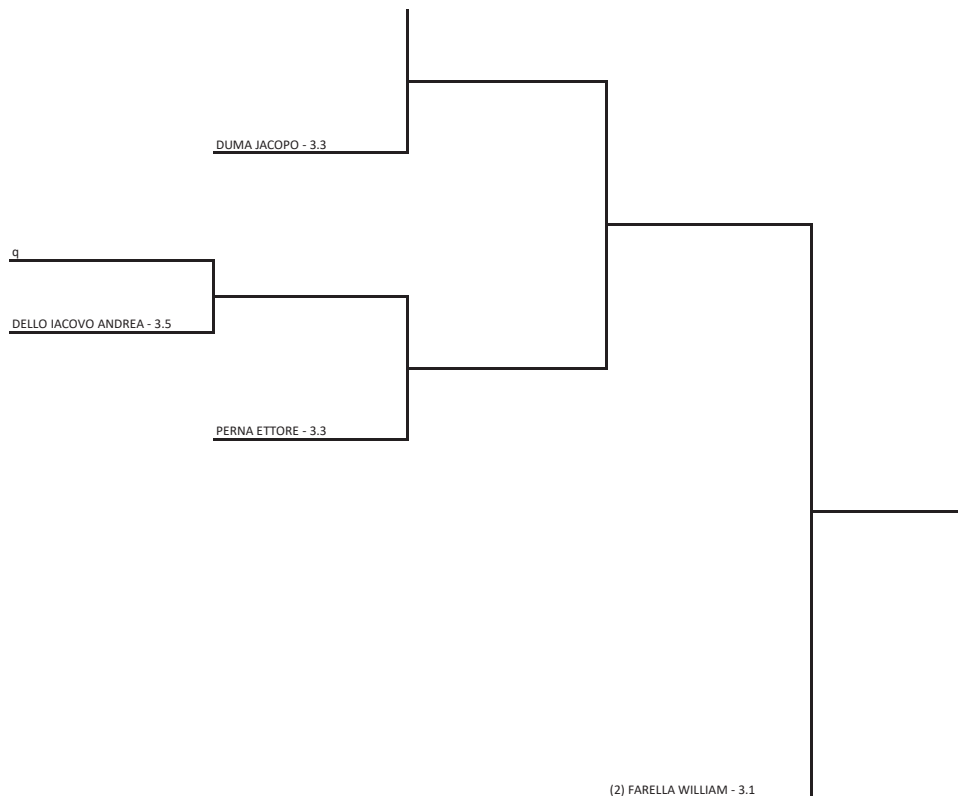 DUMA JACOPO - 3.3
q
DELLO IACOVO ANDREA - 3.5
PERNA ETTORE - 3.3
(2) FARELLA WILLIAM - 3.1